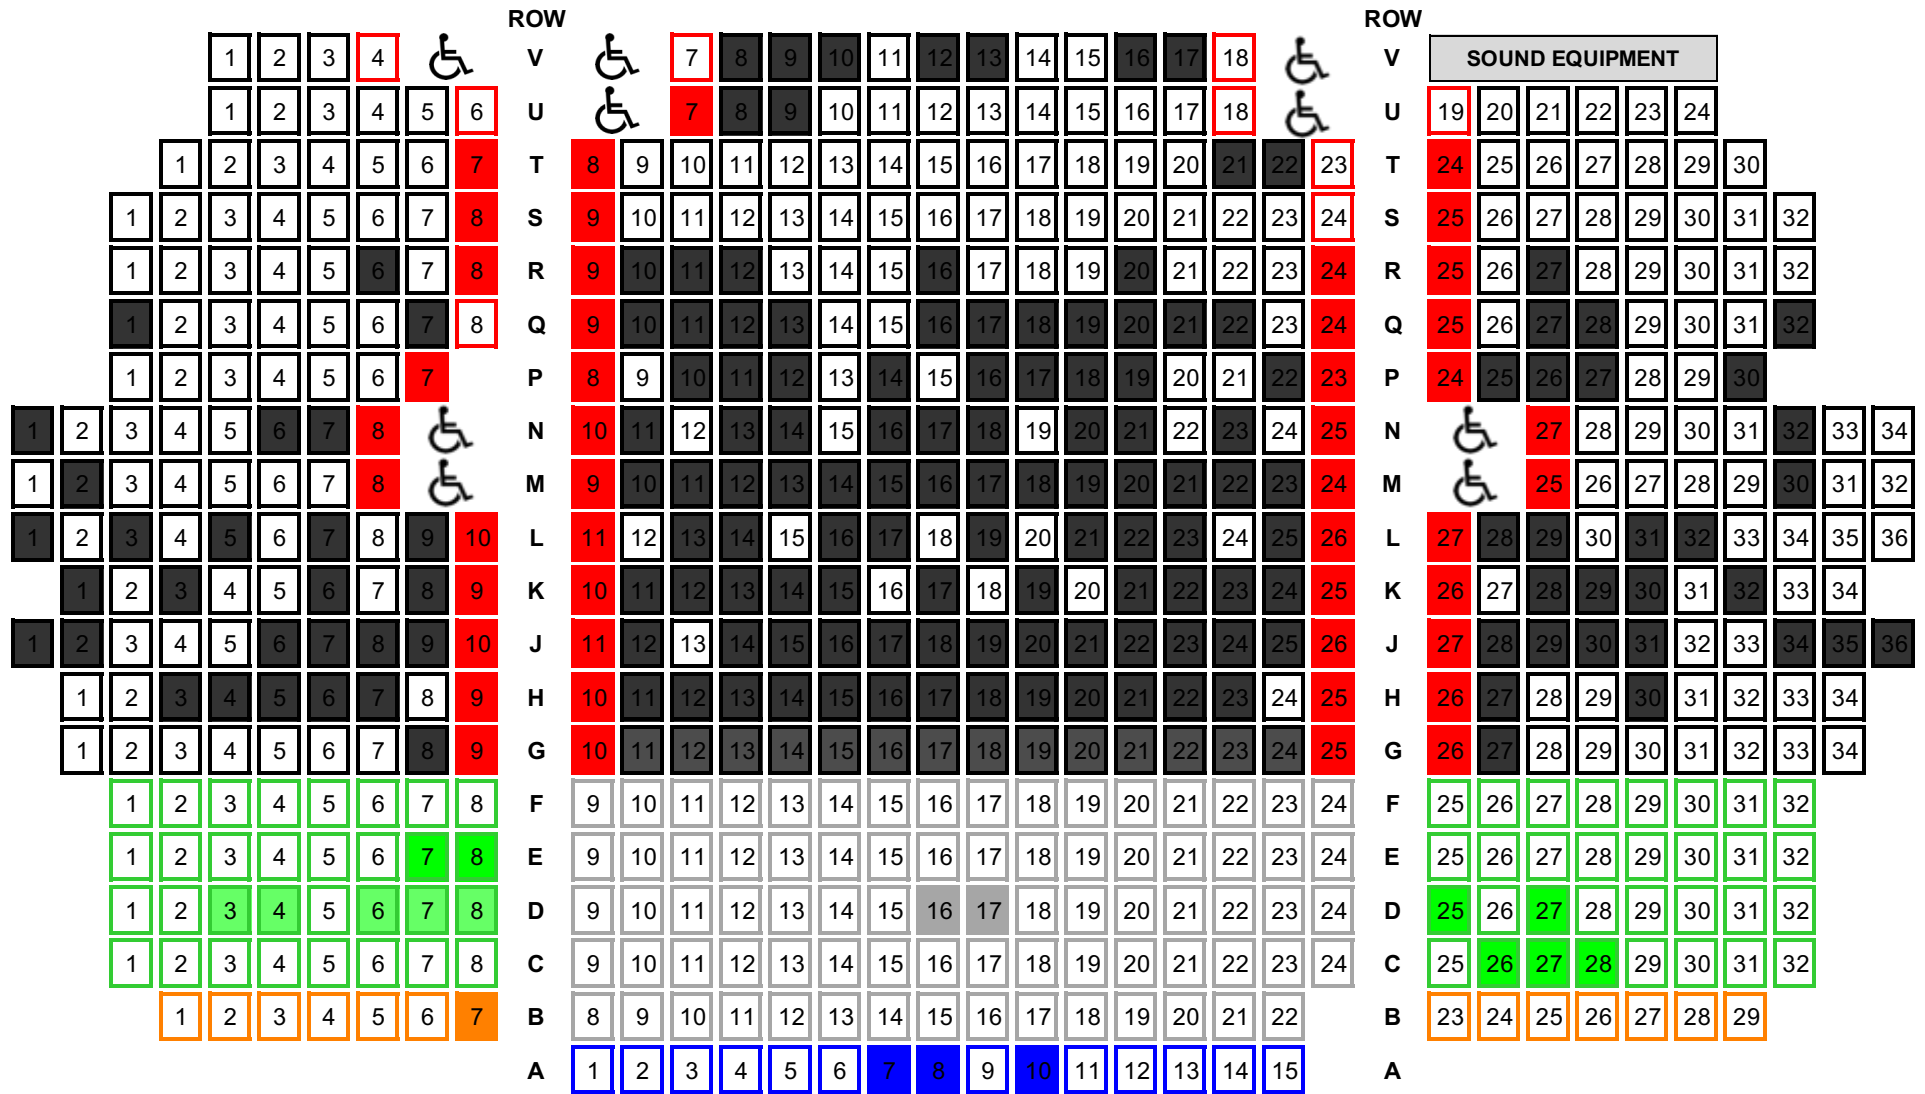 ROW ROW
1 2 3 4 V 7 8 9 10 11 12 13 14 15 16 17 18 V SOUND EQUIPMENT
1 2 3 4 5 6 U 7 8 9 10 11 12 13 14 15 16 17 18 U 19 20 21 22 23 24
1 2 3 4 5 6 7 T 8 9 10 11 12 13 14 15 16 17 18 19 20 21 22 23 T 24 25 26 27 28 29 30
1 2 3 4 5 6 7 8 S 9 10 11 12 13 14 15 16 17 18 19 20 21 22 23 24 S 25 26 27 28 29 30 31 32
1 2 3 4 5 6 7 8 R 9 10 11 12 13 14 15 16 17 18 19 20 21 22 23 24 R 25 26 27 28 29 30 31 32
1 2 3 4 5 6 7 8 Q 9 10 11 12 13 14 15 16 17 18 19 20 21 22 23 24 Q 25 26 27 28 29 30 31 32
1 2 3 4 5 6 7 P 8 9 10 11 12 13 14 15 16 17 18 19 20 21 22 23 P 24 25 26 27 28 29 30
1 2 3 4 5 6 7 8 N 10 11 12 13 14 15 16 17 18 19 20 21 22 23 24 25 N 27 28 29 30 31 32 33 34
1 2 3 4 5 6 7 8 M 9 10 11 12 13 14 15 16 17 18 19 20 21 22 23 24 M 25 26 27 28 29 30 31 32
1 2 3 4 5 6 7 8 9 10 L 11 12 13 14 15 16 17 18 19 20 21 22 23 24 25 26 L 27 28 29 30 31 32 33 34 35 36
1 2 3 4 5 6 7 8 9 K 10 11 12 13 14 15 16 17 18 19 20 21 22 23 24 25 K 26 27 28 29 30 31 32 33 34
1 2 3 4 5 6 7 8 9 10 J 11 12 13 14 15 16 17 18 19 20 21 22 23 24 25 26 J 27 28 29 30 31 32 33 34 35 36
1 2 3 4 5 6 7 8 9 H 10 11 12 13 14 15 16 17 18 19 20 21 22 23 24 25 H 26 27 28 29 30 31 32 33 34
1 2 3 4 5 6 7 8 9 G 10 11 12 13 14 15 16 17 18 19 20 21 22 23 24 25 G 26 27 28 29 30 31 32 33 34
1 2 3 4 5 6 7 8 F 9 10 11 12 13 14 15 16 17 18 19 20 21 22 23 24 F 25 26 27 28 29 30 31 32
1 2 3 4 5 6 7 8 E 9 10 11 12 13 14 15 16 17 18 19 20 21 22 23 24 E 25 26 27 28 29 30 31 32
1 2 3 4 5 6 7 8 D 9 10 11 12 13 14 15 16 17 18 19 20 21 22 23 24 D 25 26 27 28 29 30 31 32
1 2 3 4 5 6 7 8 C 9 10 11 12 13 14 15 16 17 18 19 20 21 22 23 24 C 25 26 27 28 29 30 31 32
1 2 3 4 5 6 7 B 8 9 10 11 12 13 14 15 16 17 18 19 20 21 22 B 23 24 25 26 27 28 29
A 1 2 3 4 5 6 7 8 9 10 11 12 13 14 15 A